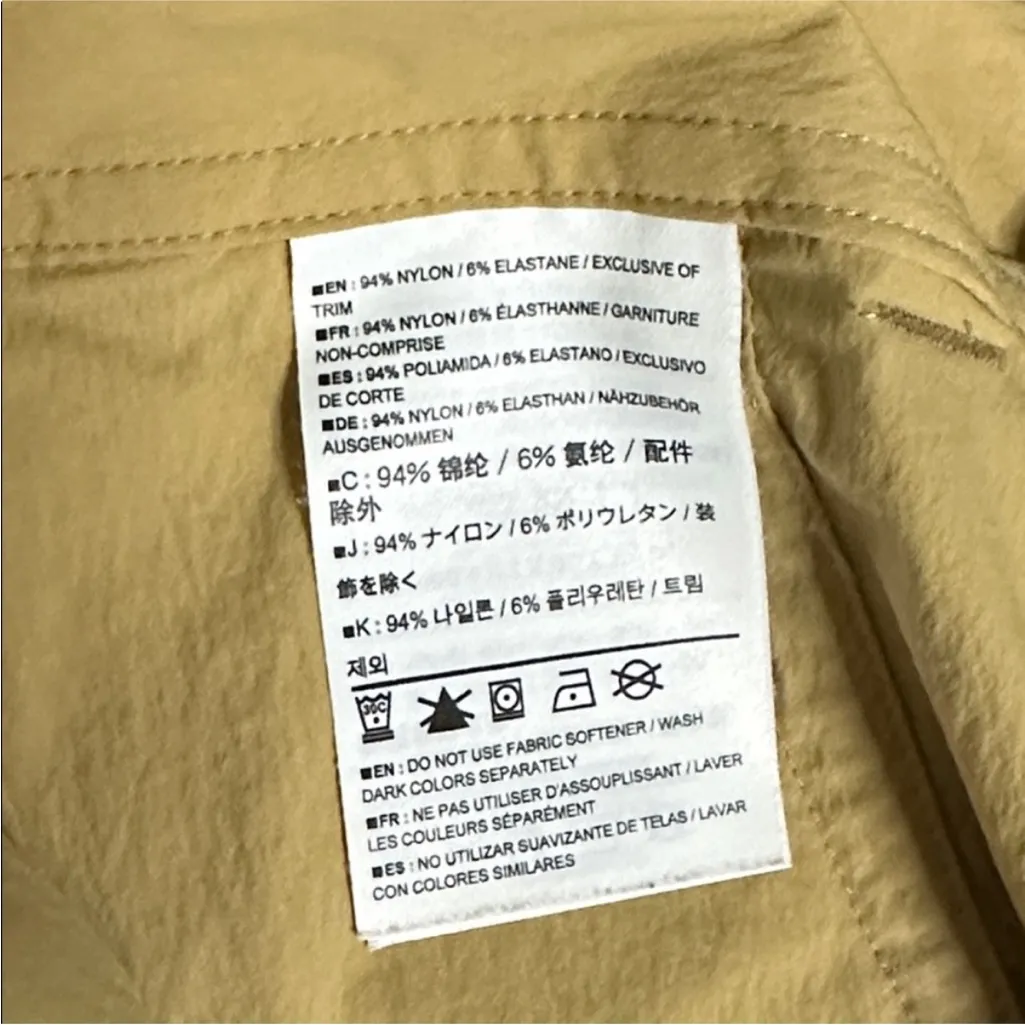 ■EN : 94% NYLON / 6% ELASTANE / EXCLUSIVE OF
TRIM
■FR : 94% NYLON / 6% ÉLASTHANNE / GARNITURE
NON-COMPRISE
■ES : 94% POLIAMIDA / 6% ELASTANO / EXCLUSIVO
DE CORTE
■DE : 94% NYLON / 6% ELASTHAN / NÄHZUBEHÖR
AUSGENOMMEN
■C : 94% 锦纶 / 6% 氨纶 / 配件
除外
■J : 94% ナイロン / 6% ポリウレタン / 装
飾を除く
■K : 94% 나일론 / 6% 폴리우레탄 / 트림
제외
30C
■EN : DO NOT USE FABRIC SOFTENER / WASH
DARK COLORS SEPARATELY
■FR : NE PAS UTILISER D'ASSOUPLISSANT / LAVER
LES COULEURS SÉPARÉMENT
■ES : NO UTILIZAR SUAVIZANTE DE TELAS / LAVAR
CON COLORES SIMILARES